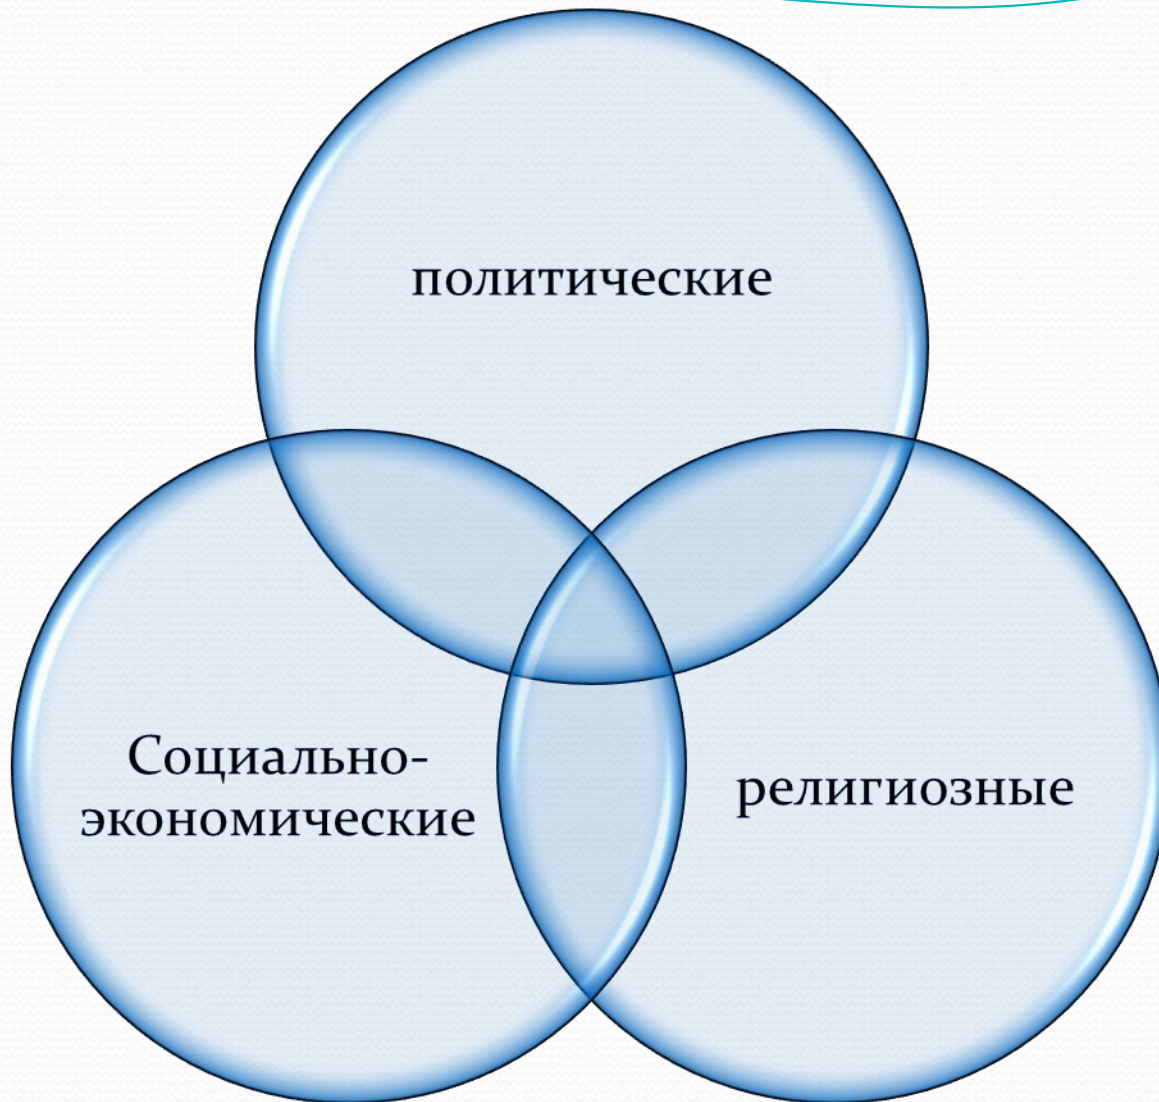 политические
Социально-
экономические
религиозные